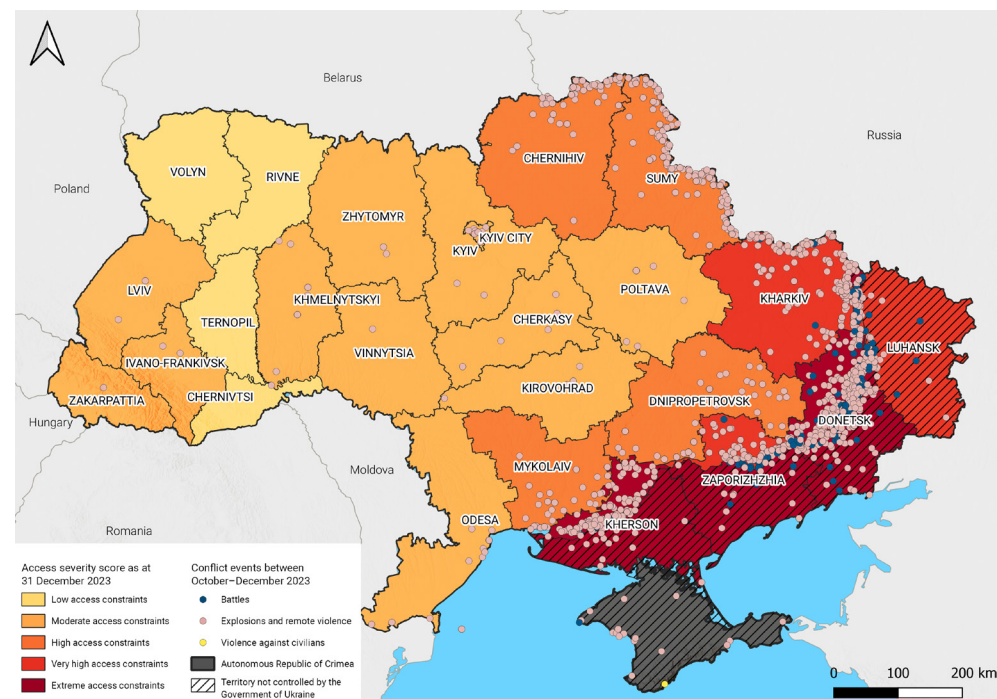 Belarus
Russia
Poland
VOLYN
RIVNE
CHERNIHIV
SUMY
ZHYTOMYR
KYIV CITY
KYIV
LVIV
KHMELNYTSKYI
TERNOPIL
CHERKASY
POLTAVA
KHARKIV
LUHANSK
IVANO-FRANKIVSK
VINNYTSIA
ZAKARPATTIA
CHERNIVTSI
KIROVOHRAD
DNIPROPETROVSK
DONETSK
Hungary
Moldova
MYKOLAIV
ZAPORIZHZHIA
ODESA
KHERSON
Romania
Access severity score as at
31 December 2023
Low access constraints
Moderate access constraints
High access constraints
Very high access constraints
Extreme access constraints
Conflict events between
October–December 2023
Battles
Explosions and remote violence
Violence against civilians
Autonomous Republic of Crimea
Territory not controlled by the
Government of Ukraine
0 100 200 km